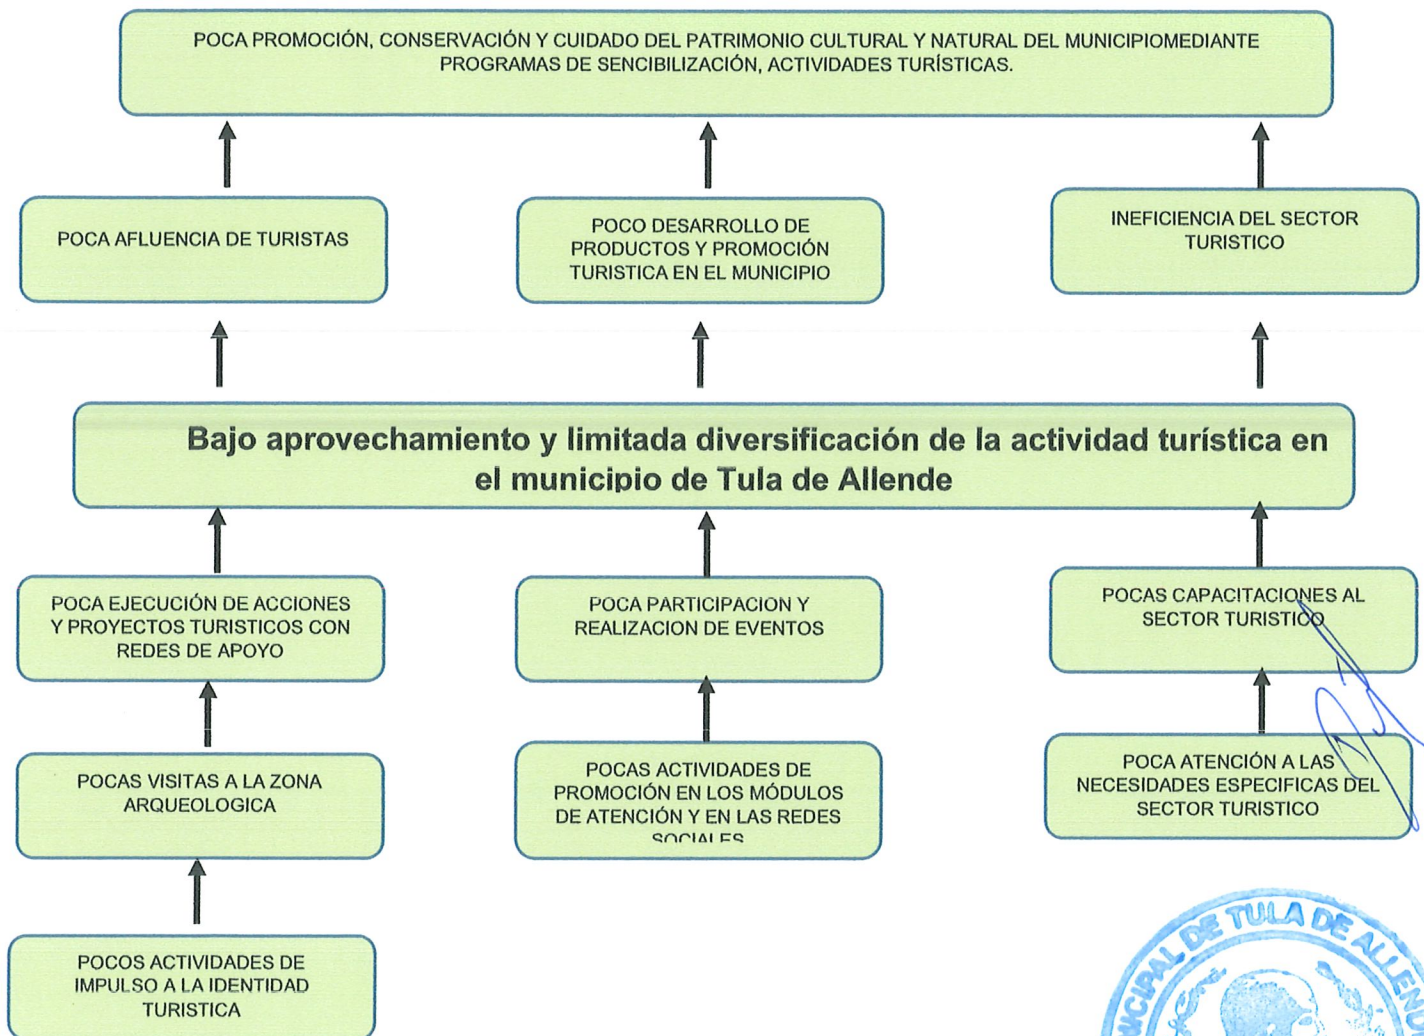 POCA PROMOCIÓN, CONSERVACIÓN Y CUIDADO DEL PATRIMONIO CULTURAL Y NATURAL DEL MUNICIPIOMEDIANTE
PROGRAMAS DE SENCIBILIZACIÓN, ACTIVIDADES TURÍSTICAS.
POCA AFLUENCIA DE TURISTAS
POCO DESARROLLO DE
PRODUCTOS Y PROMOCIÓN
TURISTICA EN EL MUNICIPIO
INEFICIENCIA DEL SECTOR
TURISTICO
Bajo aprovechamiento y limitada diversificación de la actividad turística en
el municipio de Tula de Allende
POCA EJECUCIÓN DE ACCIONES
Y PROYECTOS TURISTICOS CON
REDES DE APOYO
POCA PARTICIPACION Y
REALIZACION DE EVENTOS
POCAS CAPACITACIONES AL
SECTOR TURISTICO
POCAS VISITAS A LA ZONA
ARQUEOLOGICA
POCAS ACTIVIDADES DE
PROMOCIÓN EN LOS MÓDULOS
DE ATENCIÓN Y EN LAS REDES
SOCIALES
POCA ATENCIÓN A LAS
NECESIDADES ESPECIFICAS DEL
SECTOR TURISTICO
POCOS ACTIVIDADES DE
IMPULSO A LA IDENTIDAD
TURISTICA
DE TULA DE